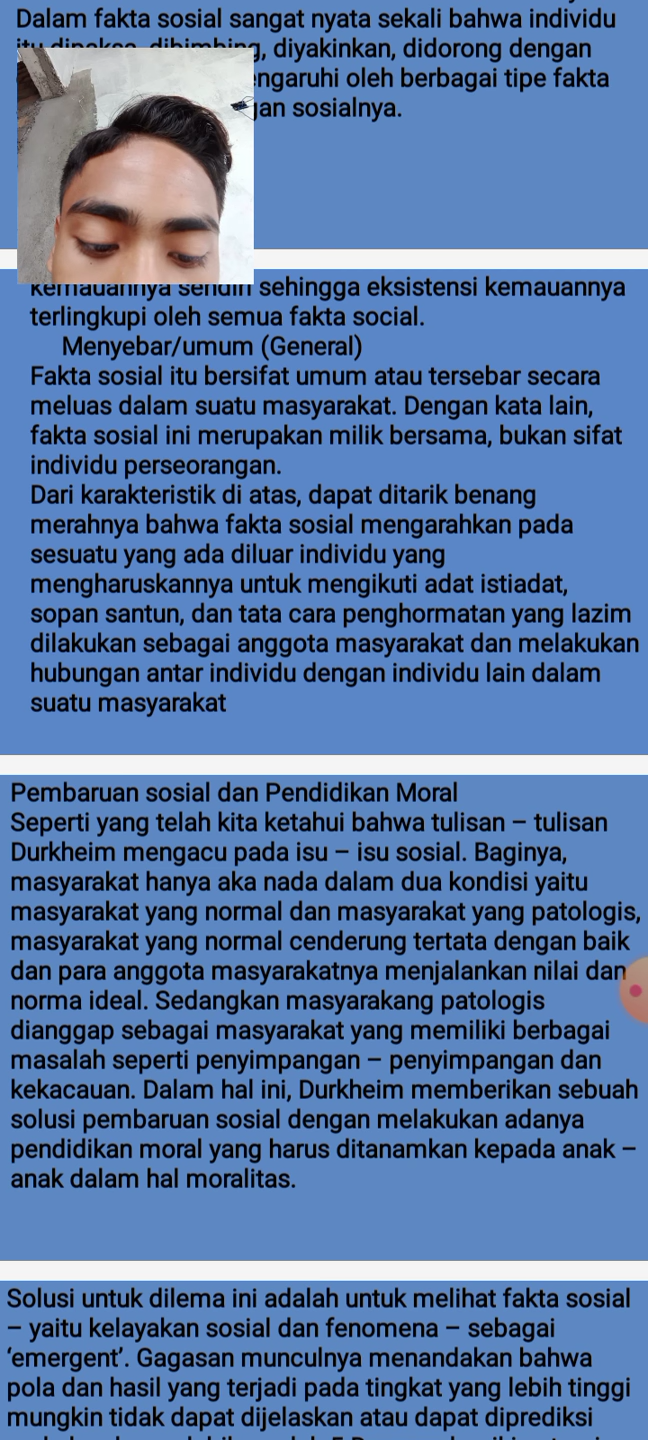 Dalam fakta sosial sangat nyata sekali bahwa individu
itu dipaksa, dibimbing, diyakinkan, didorong dengan
engaruhi oleh berbagai tipe fakta
gan sosialnya.
kemauannya sendiri sehingga eksistensi kemauannya
terlingkupi oleh semua fakta social.
Menyebar/umum (General)
Fakta sosial itu bersifat umum atau tersebar secara
meluas dalam suatu masyarakat. Dengan kata lain,
fakta sosial ini merupakan milik bersama, bukan sifat
individu perseorangan.
Dari karakteristik di atas, dapat ditarik benang
merahnya bahwa fakta sosial mengarahkan pada
sesuatu yang ada diluar individu yang
mengharuskannya untuk mengikuti adat istiadat,
sopan santun, dan tata cara penghormatan yang lazim
dilakukan sebagai anggota masyarakat dan melakukan
hubungan antar individu dengan individu lain dalam
suatu masyarakat
Pembaruan sosial dan Pendidikan Moral
Seperti yang telah kita ketahui bahwa tulisan – tulisan
Durkheim mengacu pada isu – isu sosial. Baginya,
masyarakat hanya aka nada dalam dua kondisi yaitu
masyarakat yang normal dan masyarakat yang patologis,
masyarakat yang normal cenderung tertata dengan baik
dan para anggota masyarakatnya menjalankan nilai dan
norma ideal. Sedangkan masyarakang patologis
dianggap sebagai masyarakat yang memiliki berbagai
masalah seperti penyimpangan – penyimpangan dan
kekacauan. Dalam hal ini, Durkheim memberikan sebuah
solusi pembaruan sosial dengan melakukan adanya
pendidikan moral yang harus ditanamkan kepada anak –
anak dalam hal moralitas.
Solusi untuk dilema ini adalah untuk melihat fakta sosial
– yaitu kelayakan sosial dan fenomena – sebagai
‘emergent’. Gagasan munculnya menandakan bahwa
pola dan hasil yang terjadi pada tingkat yang lebih tinggi
mungkin tidak dapat dijelaskan atau dapat diprediksi